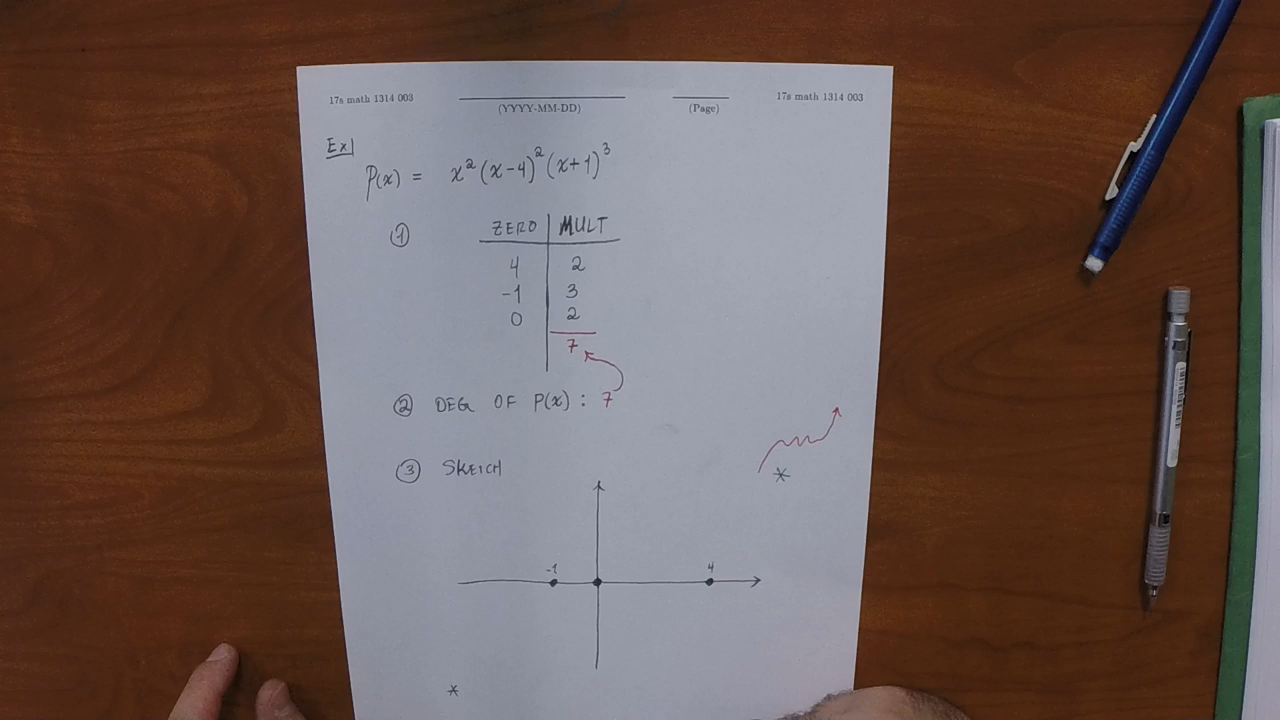 17s math 1314 003 (YYYY-MM-DD) (Page) 17s math 1314 003
Ex1
P(x) = x²(x-4)²(x+1)³
① ZERO MULT
4 2
-1 3
0 2
7
② DEG OF P(x) : 7
③ SKETCH
*
-1 4
*